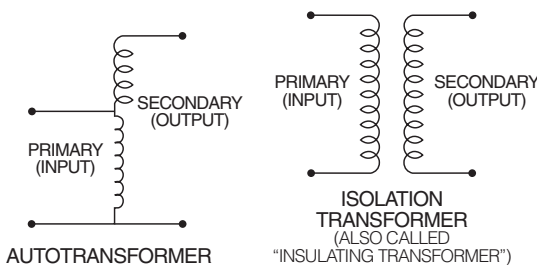 SECONDARY
(OUTPUT)
PRIMARY
(INPUT)
AUTOTRANSFORMER
PRIMARY
(INPUT)
SECONDARY
(OUTPUT)
ISOLATION
TRANSFORMER
(ALSO CALLED
“INSULATING TRANSFORMER”)